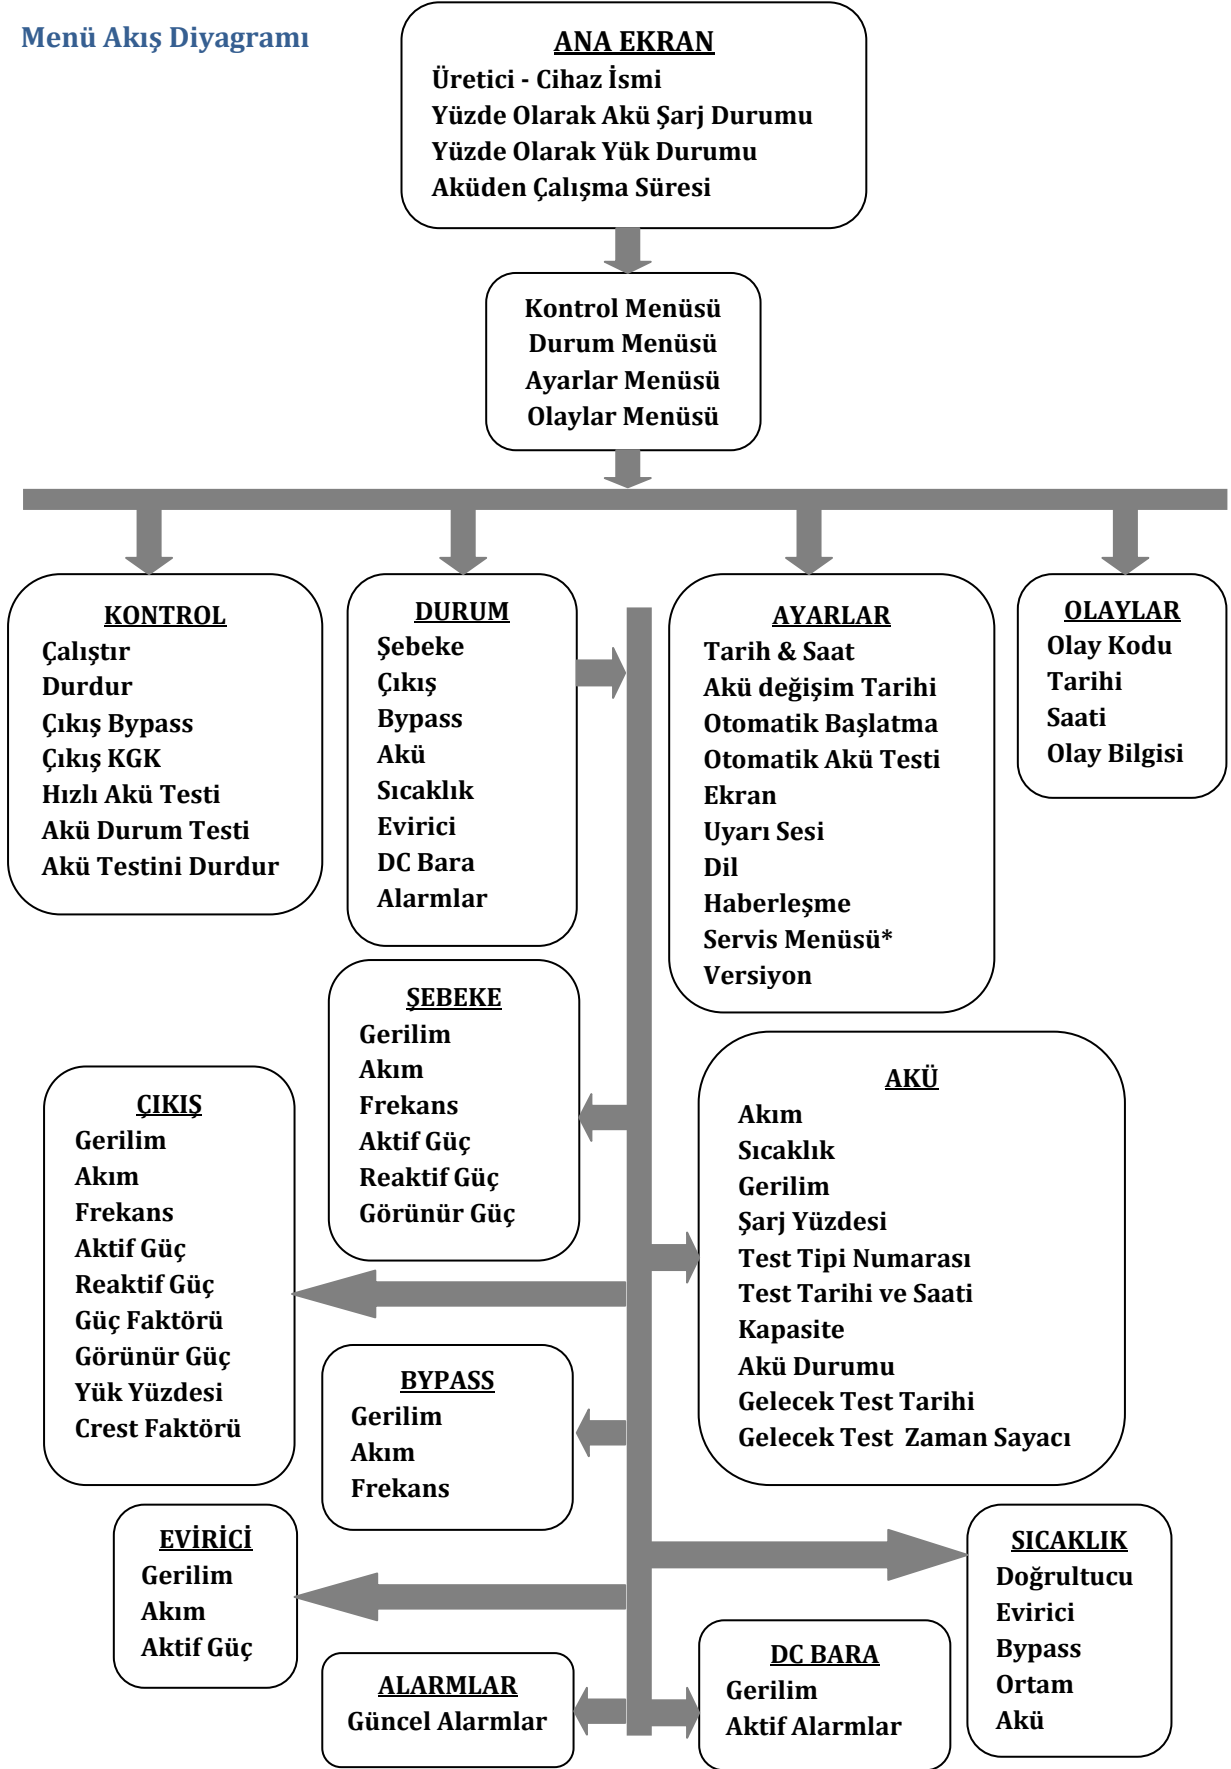 Menü Akış Diyagramı
ANA EKRAN
Üretici - Cihaz İsmi
Yüzde Olarak Akü Şarj Durumu
Yüzde Olarak Yük Durumu
Aküden Çalışma Süresi
Kontrol Menüsü
Durum Menüsü
Ayarlar Menüsü
Olaylar Menüsü
KONTROL
Çalıştır
Durdur
Çıkış Bypass
Çıkış KGK
Hızlı Akü Testi
Akü Durum Testi
Akü Testini Durdur
DURUM
Şebeke
Çıkış
Bypass
Akü
Sıcaklık
Evirici
DC Bara
Alarmlar
AYARLAR
Tarih & Saat
Akü değişim Tarihi
Otomatik Başlatma
Otomatik Akü Testi
Ekran
Uyarı Sesi
Dil
Haberleşme
Servis Menüsü*
Versiyon
OLAYLAR
Olay Kodu
Tarihi
Saati
Olay Bilgisi
ŞEBEKE
Gerilim
Akım
Frekans
Aktif Güç
Reaktif Güç
Görünür Güç
ÇIKIŞ
Gerilim
Akım
Frekans
Aktif Güç
Reaktif Güç
Güç Faktörü
Görünür Güç
Yük Yüzdesi
Crest Faktörü
AKÜ
Akım
Sıcaklık
Gerilim
Şarj Yüzdesi
Test Tipi Numarası
Test Tarihi ve Saati
Kapasite
Akü Durumu
Gelecek Test Tarihi
Gelecek Test Zaman Sayacı
BYPASS
Gerilim
Akım
Frekans
EVİRİCİ
Gerilim
Akım
Aktif Güç
SICAKLIK
Doğrultucu
Evirici
Bypass
Ortam
Akü
ALARMLAR
Güncel Alarmlar
DC BARA
Gerilim
Aktif Alarmlar